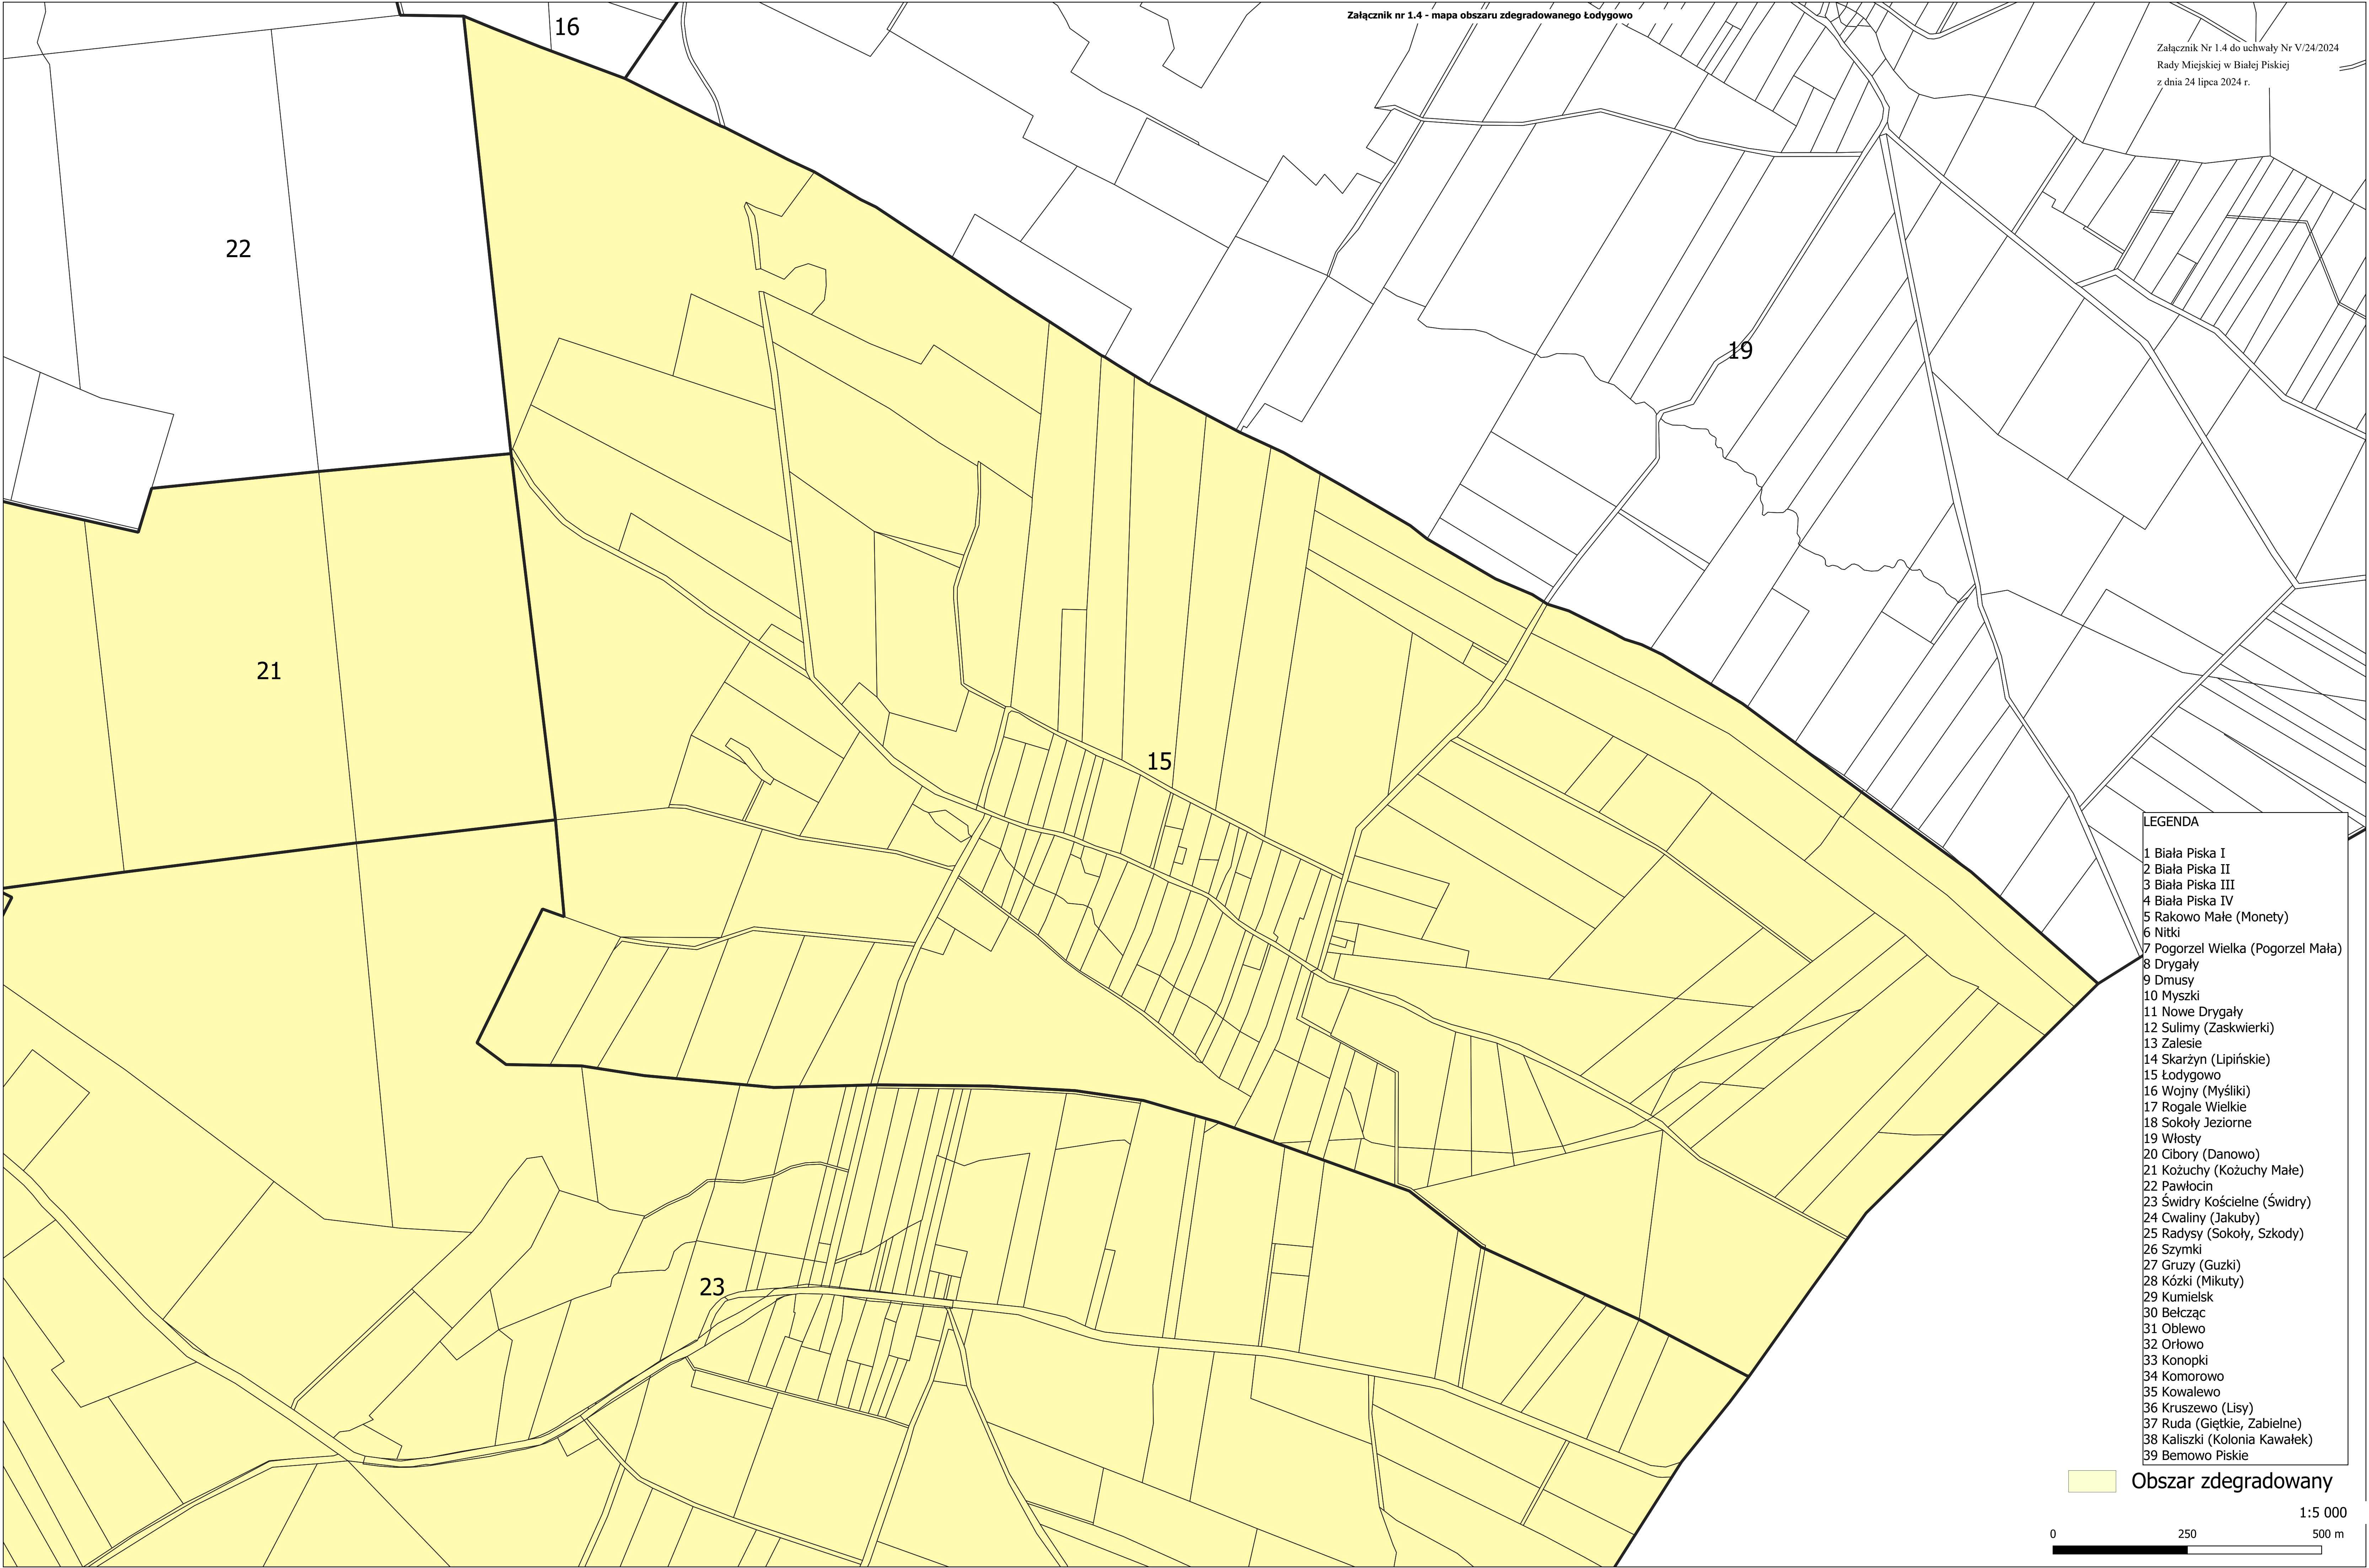 Załącznik nr 1.4 - mapa obszaru zdegradowanego Łodygowo
Załącznik Nr 1.4 do uchwały Nr V/24/2024
Rady Miejskiej w Białej Piskiej
z dnia 24 lipca 2024 r.
16
22
19
21
15
23
LEGENDA
1 Biała Piska I
2 Biała Piska II
3 Biała Piska III
4 Biała Piska IV
5 Rakowo Małe (Monety)
6 Nitki
7 Pogorzel Wielka (Pogorzel Mała)
8 Drygały
9 Dmusy
10 Myszki
11 Nowe Drygały
12 Sulimy (Zaskwierki)
13 Zalesie
14 Skarżyn (Lipińskie)
15 Łodygowo
16 Wojny (Myśliki)
17 Rogale Wielkie
18 Sokoły Jeziorne
19 Włosty
20 Cibory (Danowo)
21 Kożuchy (Kożuchy Małe)
22 Pawłocin
23 Świdry Kościelne (Świdry)
24 Cwaliny (Jakuby)
25 Radysy (Sokoły, Szkody)
26 Szymki
27 Gruzy (Guzki)
28 Kózki (Mikuty)
29 Kumielsk
30 Bełcząc
31 Oblewo
32 Orłowo
33 Konopki
34 Komorowo
35 Kowalewo
36 Kruszewo (Lisy)
37 Ruda (Giętkie, Zabielne)
38 Kaliszki (Kolonia Kawałek)
39 Bemowo Piskie
Obszar zdegradowany
1:5 000
0 250 500 m